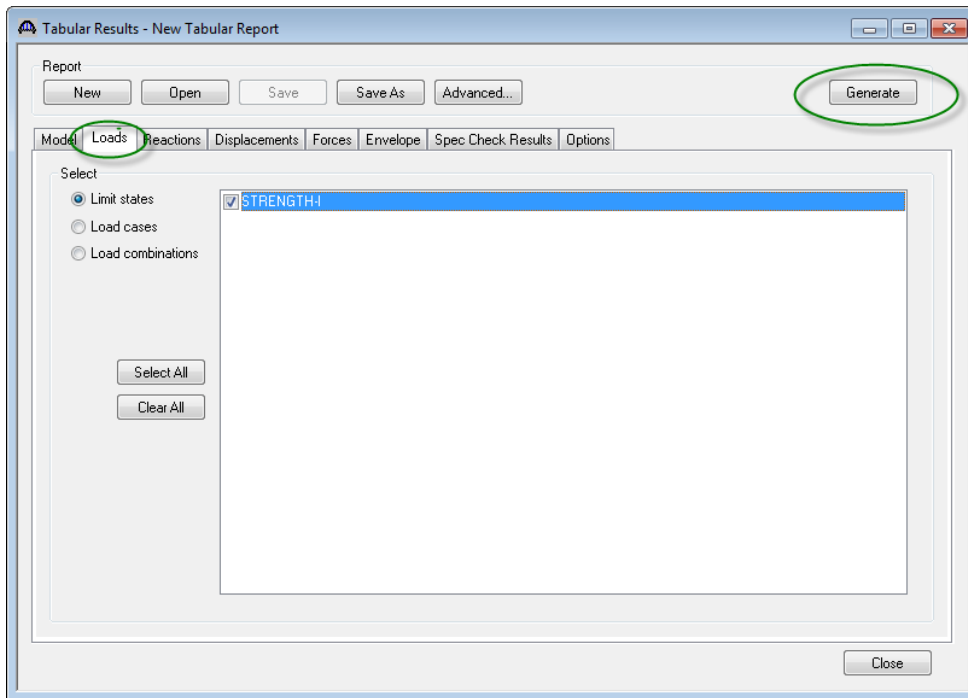 Tabular Results - New Tabular Report
Report
New Open Save Save As Advanced... Generate
Model Loads Reactions Displacements Forces Envelope Spec Check Results Options
Select
Limit states
STRENGTH-I
Load cases
Load combinations
Select All
Clear All
Close